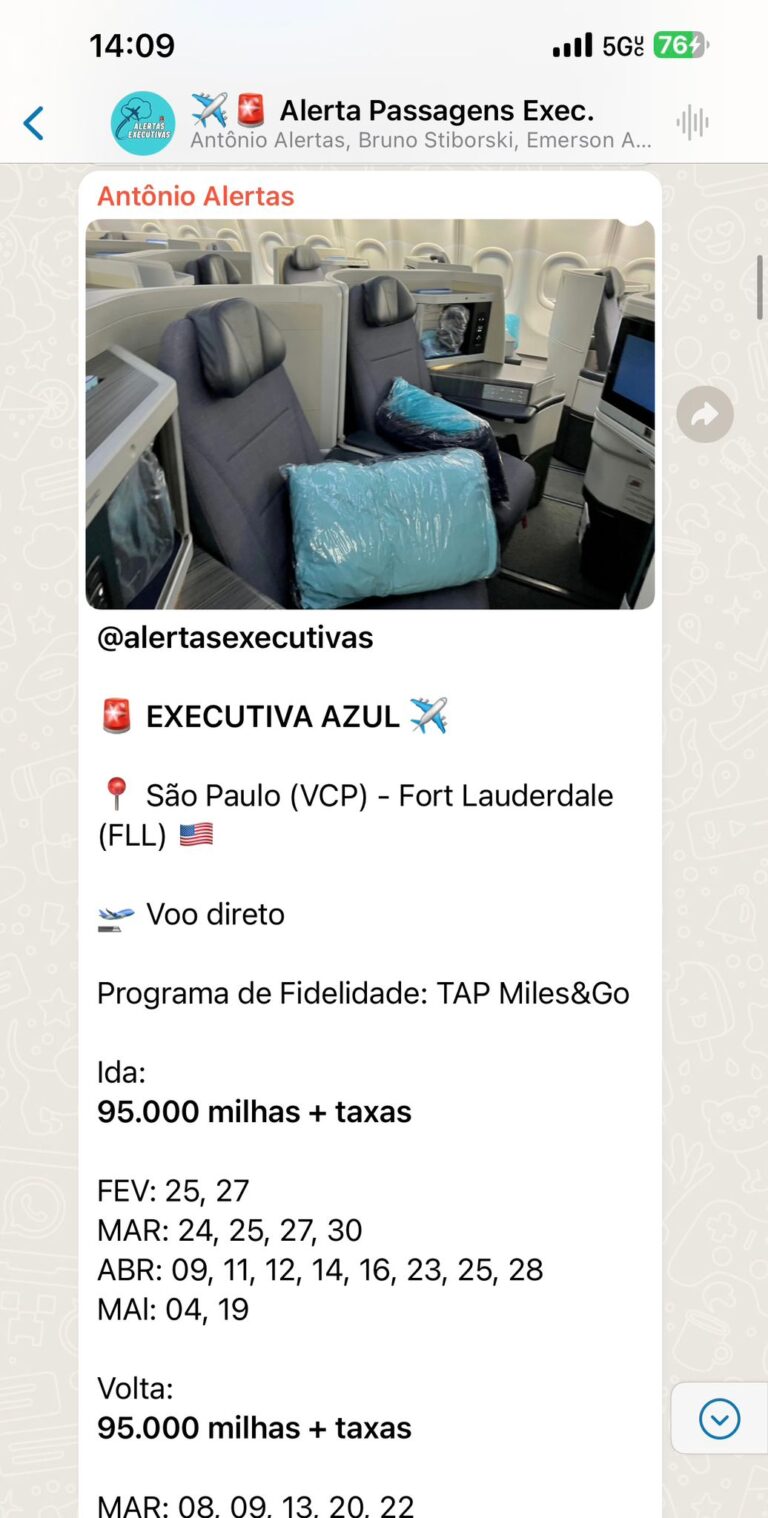 14:09
5G UC
76
✈️🚨 Alerta Passagens Exec.
Antônio Alertas, Bruno Stiborski, Emerson A...
ALERTAS
EXECUTIVAS
Antônio Alertas
@alertasexecutivas
🚨 EXECUTIVA AZUL ✈️
📍 São Paulo (VCP) - Fort Lauderdale
(FLL) 🇺🇸
🛫 Voo direto
Programa de Fidelidade: TAP Miles&Go
Ida:
95.000 milhas + taxas
FEV: 25, 27
MAR: 24, 25, 27, 30
ABR: 09, 11, 12, 14, 16, 23, 25, 28
MAI: 04, 19
Volta:
95.000 milhas + taxas
MAR: 08, 09, 13, 20, 22